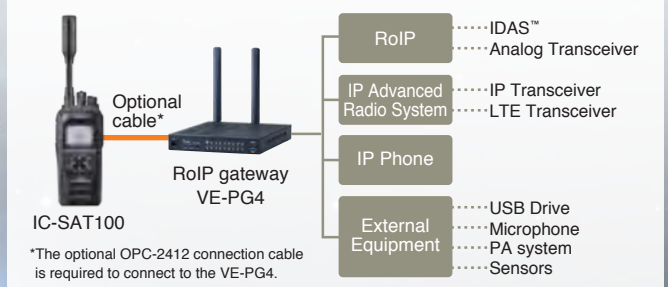 Optional
cable*
IC-SAT100
RoIP gateway
VE-PG4
RoIP
IDAS™
Analog Transceiver
IP Advanced
Radio System
IP Transceiver
LTE Transceiver
IP Phone
External
Equipment
USB Drive
Microphone
PA system
Sensors
*The optional OPC-2412 connection cable
is required to connect to the VE-PG4.